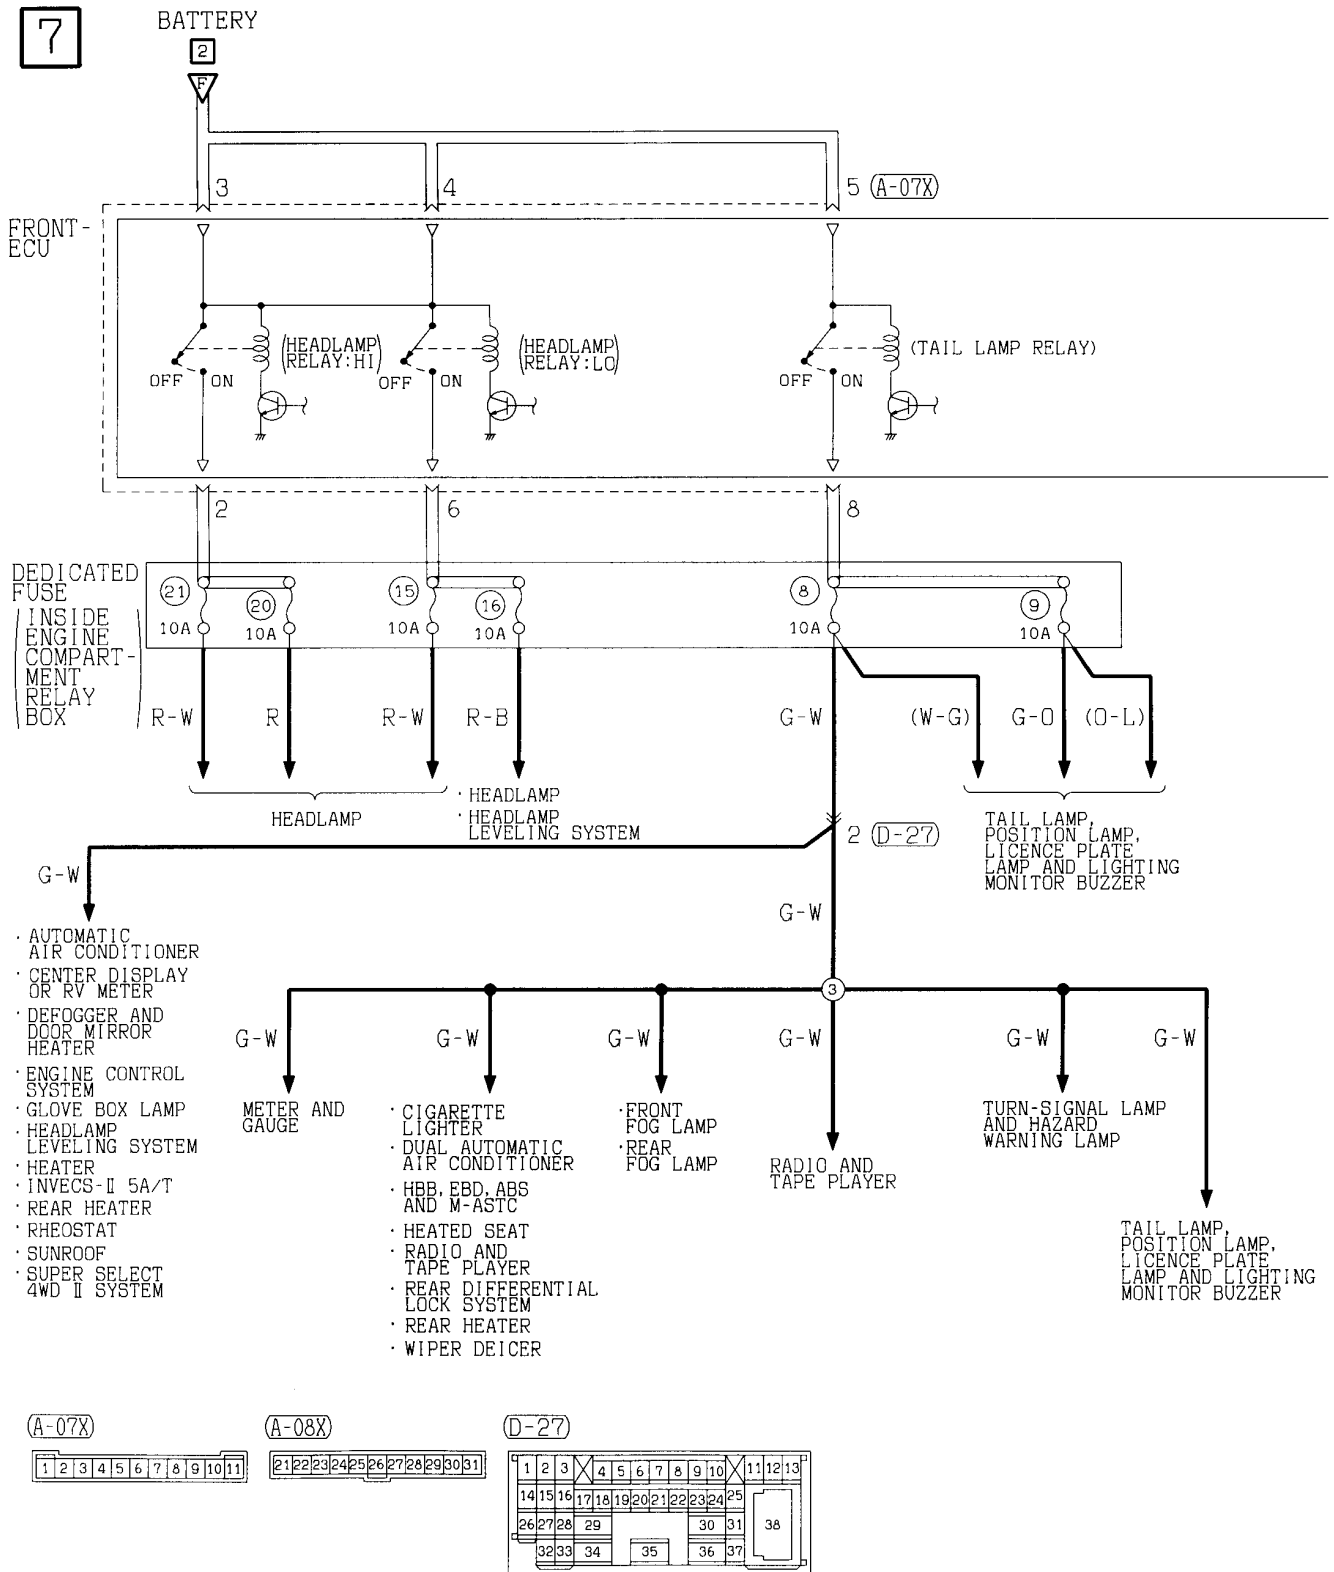 7
BATTERY
2
F
3
4
5 (A-07X)
FRONT-
ECU
(HEADLAMP
RELAY:HI)
(HEADLAMP
RELAY:LO)
(TAIL LAMP RELAY)
OFF ON
OFF ON
OFF ON
2
6
8
DEDICATED
FUSE
(INSIDE
ENGINE
COMPART-
MENT
RELAY
BOX)
21
20
15
16
8
9
10A
10A
10A
10A
10A
10A
R-W
R
R-W
R-B
G-W
(W-G)
G-O
(O-L)
HEADLAMP
· HEADLAMP
· HEADLAMP
LEVELING SYSTEM
TAIL LAMP,
POSITION LAMP,
LICENCE PLATE
LAMP AND LIGHTING
MONITOR BUZZER
2 (D-27)
G-W
G-W
· AUTOMATIC
AIR CONDITIONER
· CENTER DISPLAY
OR RV METER
· DEFOGGER AND
DOOR MIRROR
HEATER
· ENGINE CONTROL
SYSTEM
· GLOVE BOX LAMP
· HEADLAMP
LEVELING SYSTEM
· HEATER
· INVECS-Ⅱ 5A/T
· REAR HEATER
· RHEOSTAT
· SUNROOF
· SUPER SELECT
4WD Ⅱ SYSTEM
3
G-W
G-W
G-W
G-W
G-W
G-W
METER AND
GAUGE
· CIGARETTE
LIGHTER
· DUAL AUTOMATIC
AIR CONDITIONER
· HBB, EBD, ABS
AND M-ASTC
· HEATED SEAT
· RADIO AND
TAPE PLAYER
· REAR DIFFERENTIAL
LOCK SYSTEM
· REAR HEATER
· WIPER DEICER
· FRONT
FOG LAMP
· REAR
FOG LAMP
RADIO AND
TAPE PLAYER
TURN-SIGNAL LAMP
AND HAZARD
WARNING LAMP
TAIL LAMP,
POSITION LAMP,
LICENCE PLATE
LAMP AND LIGHTING
MONITOR BUZZER
(A-07X)
1 2 3 4 5 6 7 8 9 10 11
(A-08X)
21 22 23 24 25 26 27 28 29 30 31
(D-27)
1 2 3 4 5 6 7 8 9 10 11 12 13
14 15 16 17 18 19 20 21 22 23 24 25
26 27 28 29 30 31 38
32 33 34 35 36 37